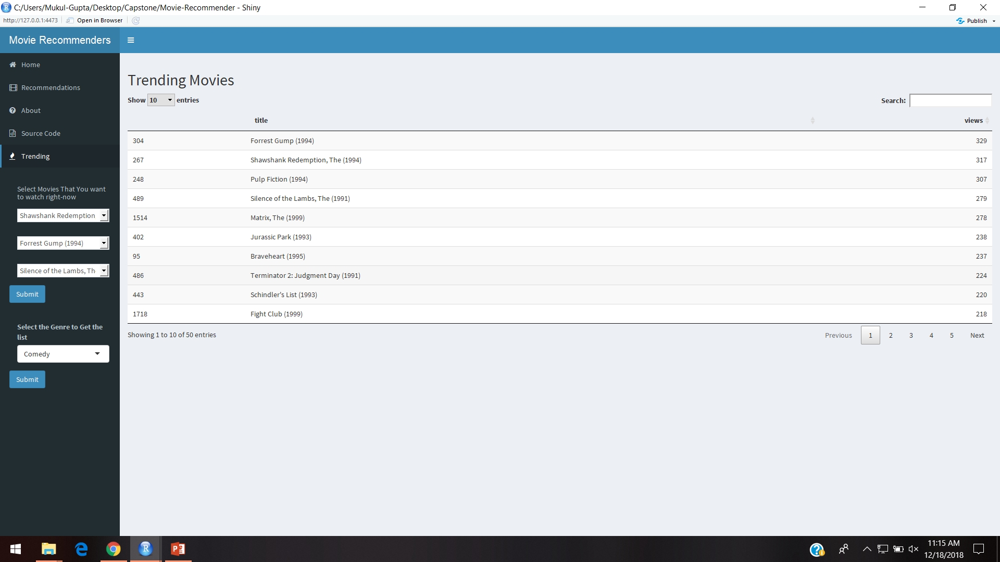 C:/Users/Mukul-Gupta/Desktop/Capstone/Movie-Recommender - Shiny
http://127.0.0.1:4473 Open in Browser Publish
Movie Recommenders
Home
Recommendations
About
Source Code
Trending
Select Movies That You want
to watch right-now
Shawshank Redemption
Forrest Gump (1994)
Silence of the Lambs, Th
Submit
Select the Genre to Get the
list
Comedy
Submit
Trending Movies
Show 10 entries Search:
title views
304 Forrest Gump (1994) 329
267 Shawshank Redemption, The (1994) 317
248 Pulp Fiction (1994) 307
489 Silence of the Lambs, The (1991) 279
1514 Matrix, The (1999) 278
402 Jurassic Park (1993) 238
95 Braveheart (1995) 237
486 Terminator 2: Judgment Day (1991) 224
443 Schindler's List (1993) 220
1718 Fight Club (1999) 218
Showing 1 to 10 of 50 entries Previous 1 2 3 4 5 Next
11:15 AM
12/18/2018